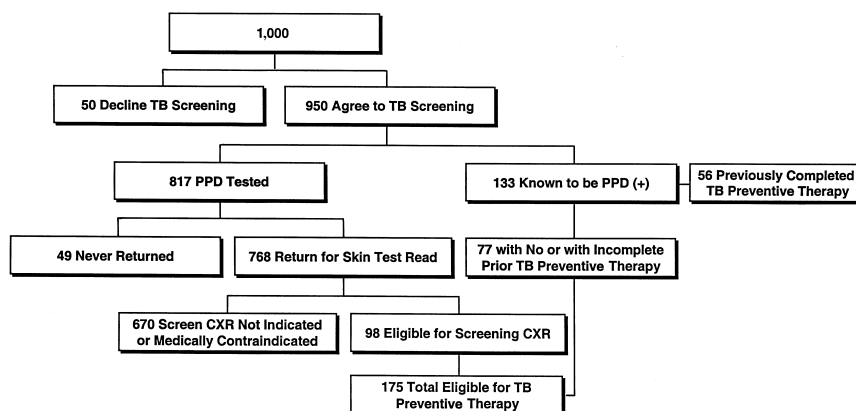 1,000
50 Decline TB Screening
950 Agree to TB Screening
817 PPD Tested
133 Known to be PPD (+)
56 Previously Completed
TB Preventive Therapy
49 Never Returned
768 Return for Skin Test Read
77 with No or with Incomplete
Prior TB Preventive Therapy
670 Screen CXR Not Indicated
or Medically Contraindicated
98 Eligible for Screening CXR
175 Total Eligible for TB
Preventive Therapy